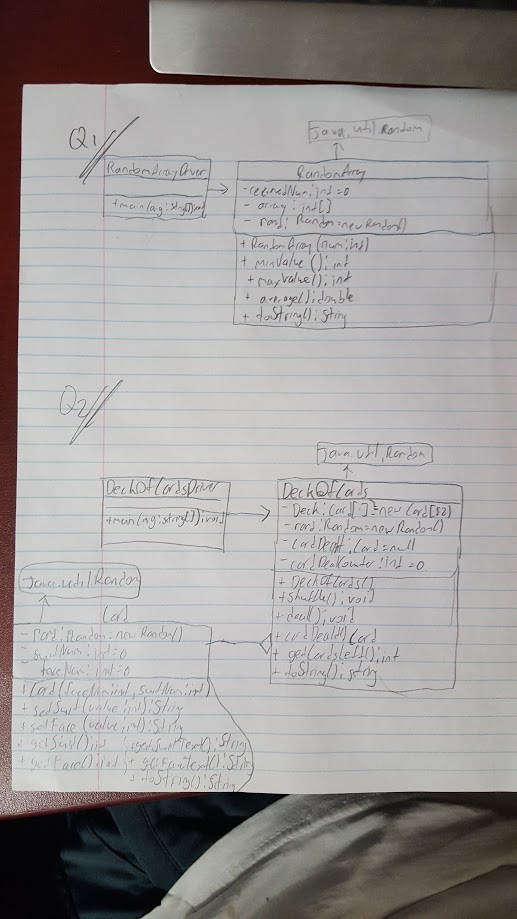 Q1
java.util.Random
RandomArrayDriver
+ main(arg: String[]): void
RandomArray
- array: int[]
- rand: Random = new Random()
+ RandomArray(num: int)
+ minValue(): int
+ maxValue(): int
+ average(): double
+ toString(): String
Q2
java.util.Random
DeckOfCardsDriver
+ main(arg: String[]): void
DeckOfCards
- Deck: Card[] = new Card[52]
- rand: Random = new Random()
- cardDealt: Card = null
- cardDealCounter: int = 0
+ DeckOfCards()
+ shuffle(): void
+ deal(): void
+ cardDealt() Card
+ getCardsLeft(): int
+ toString(): string
java.util.Random
Card
- rand: Random: new Random()
- suitNum: int = 0
faceNum: int = 0
+ Card(faceNum: int, suitNum: int)
+ setSuit(value: int): String
+ setFace(value: int): String
+ getSuit(): int + getSuitText(): String
+ getFace(): int + getFaceText(): String
+ toString(): String